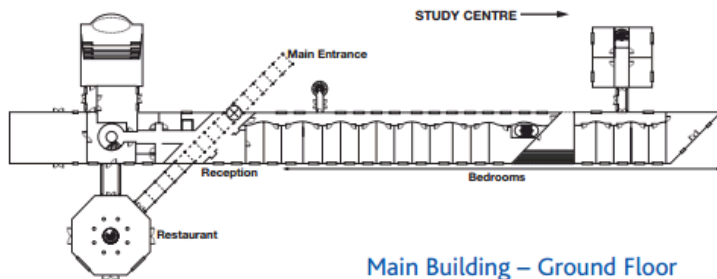 STUDY CENTRE
Main Entrance
Reception
Bedrooms
Restaurant
Main Building – Ground Floor